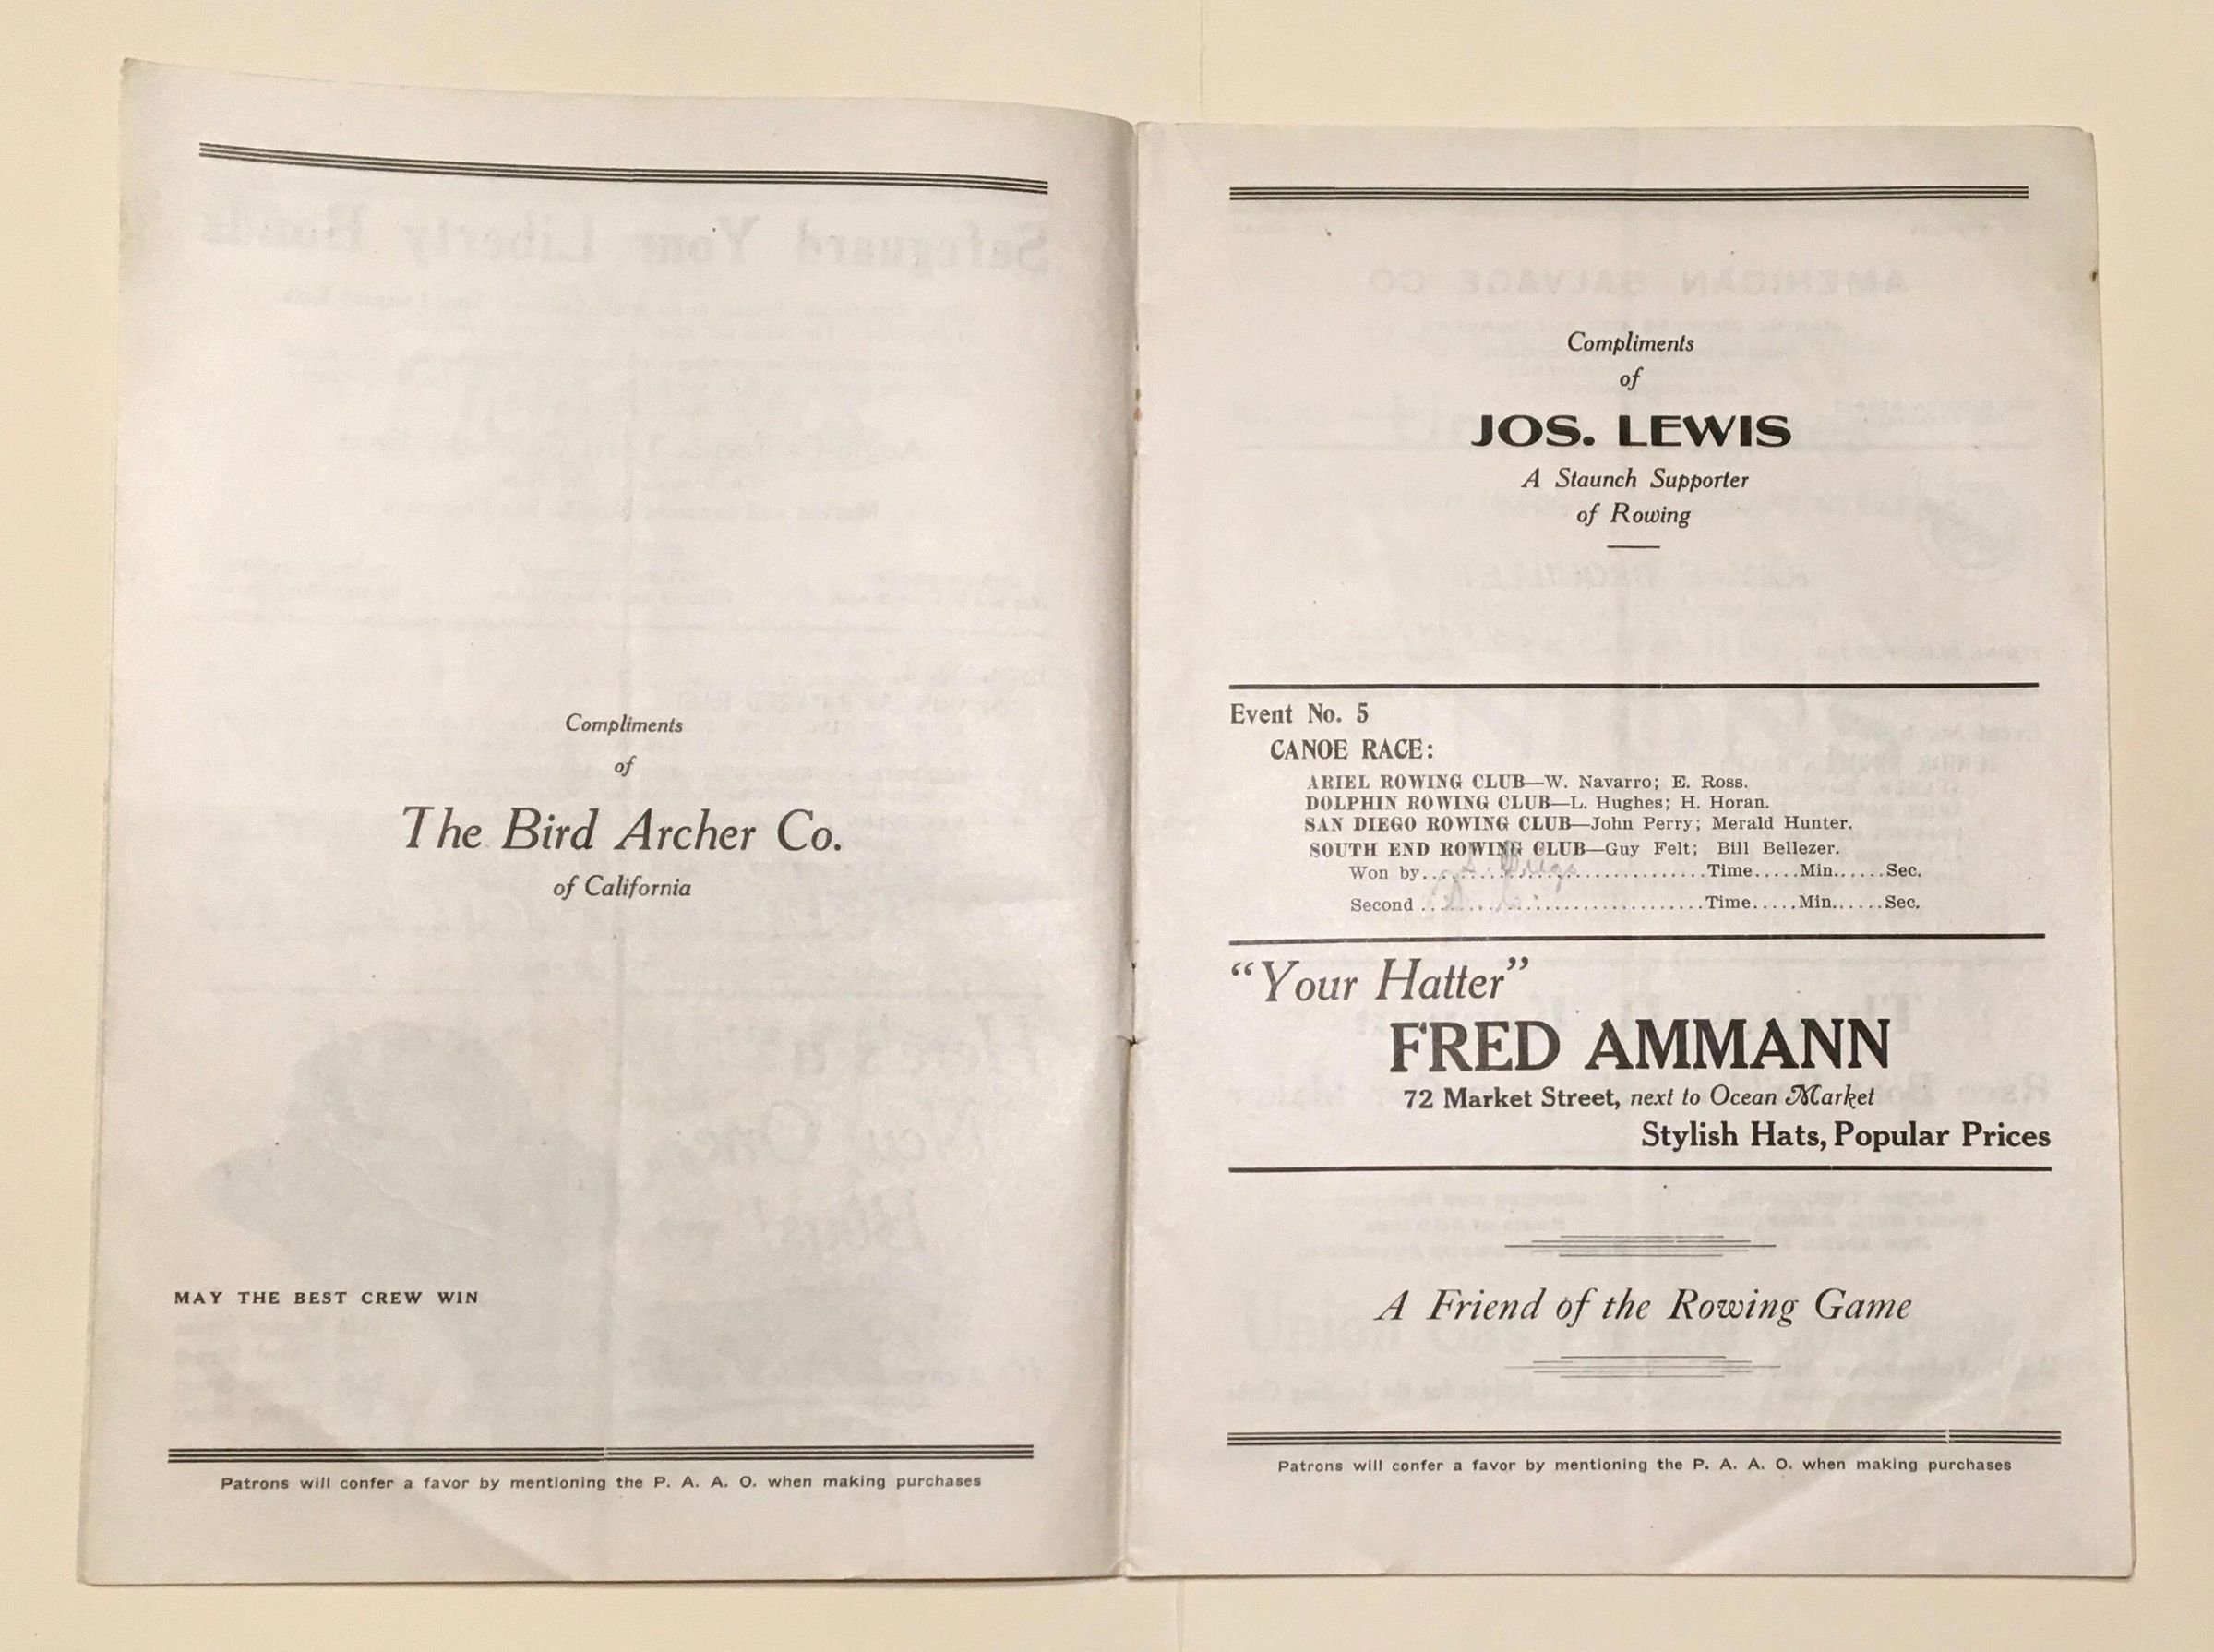 Compliments
of
The Bird Archer Co.
of California
MAY THE BEST CREW WIN
Patrons will confer a favor by mentioning the P. A. A. O. when making purchases
Compliments
of
JOS. LEWIS
A Staunch Supporter
of Rowing
Event No. 5
CANOE RACE:
ARIEL ROWING CLUB—W. Navarro; E. Ross.
DOLPHIN ROWING CLUB—L. Hughes; H. Horan.
SAN DIEGO ROWING CLUB—John Perry; Merald Hunter.
SOUTH END ROWING CLUB—Guy Felt; Bill Bellezer.
Won by.................................Time.....Min......Sec.
Second.................................Time.....Min......Sec.
"Your Hatter"
FRED AMMANN
72 Market Street, next to Ocean Market
Stylish Hats, Popular Prices
A Friend of the Rowing Game
Patrons will confer a favor by mentioning the P. A. A. O. when making purchases